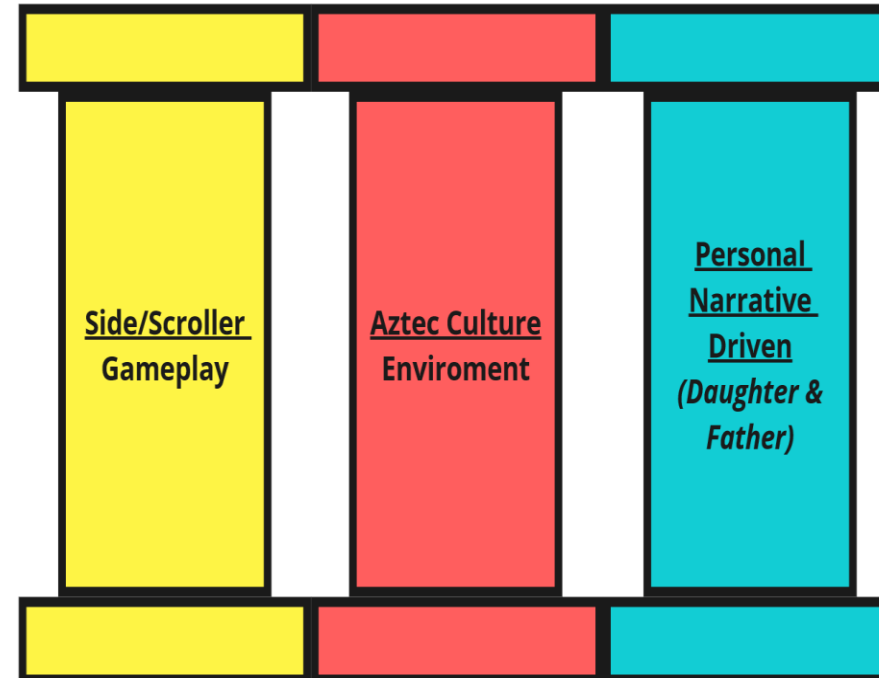 Side/Scroller
Gameplay
Aztec Culture
Enviroment
Personal
Narrative
Driven
(Daughter &
Father)